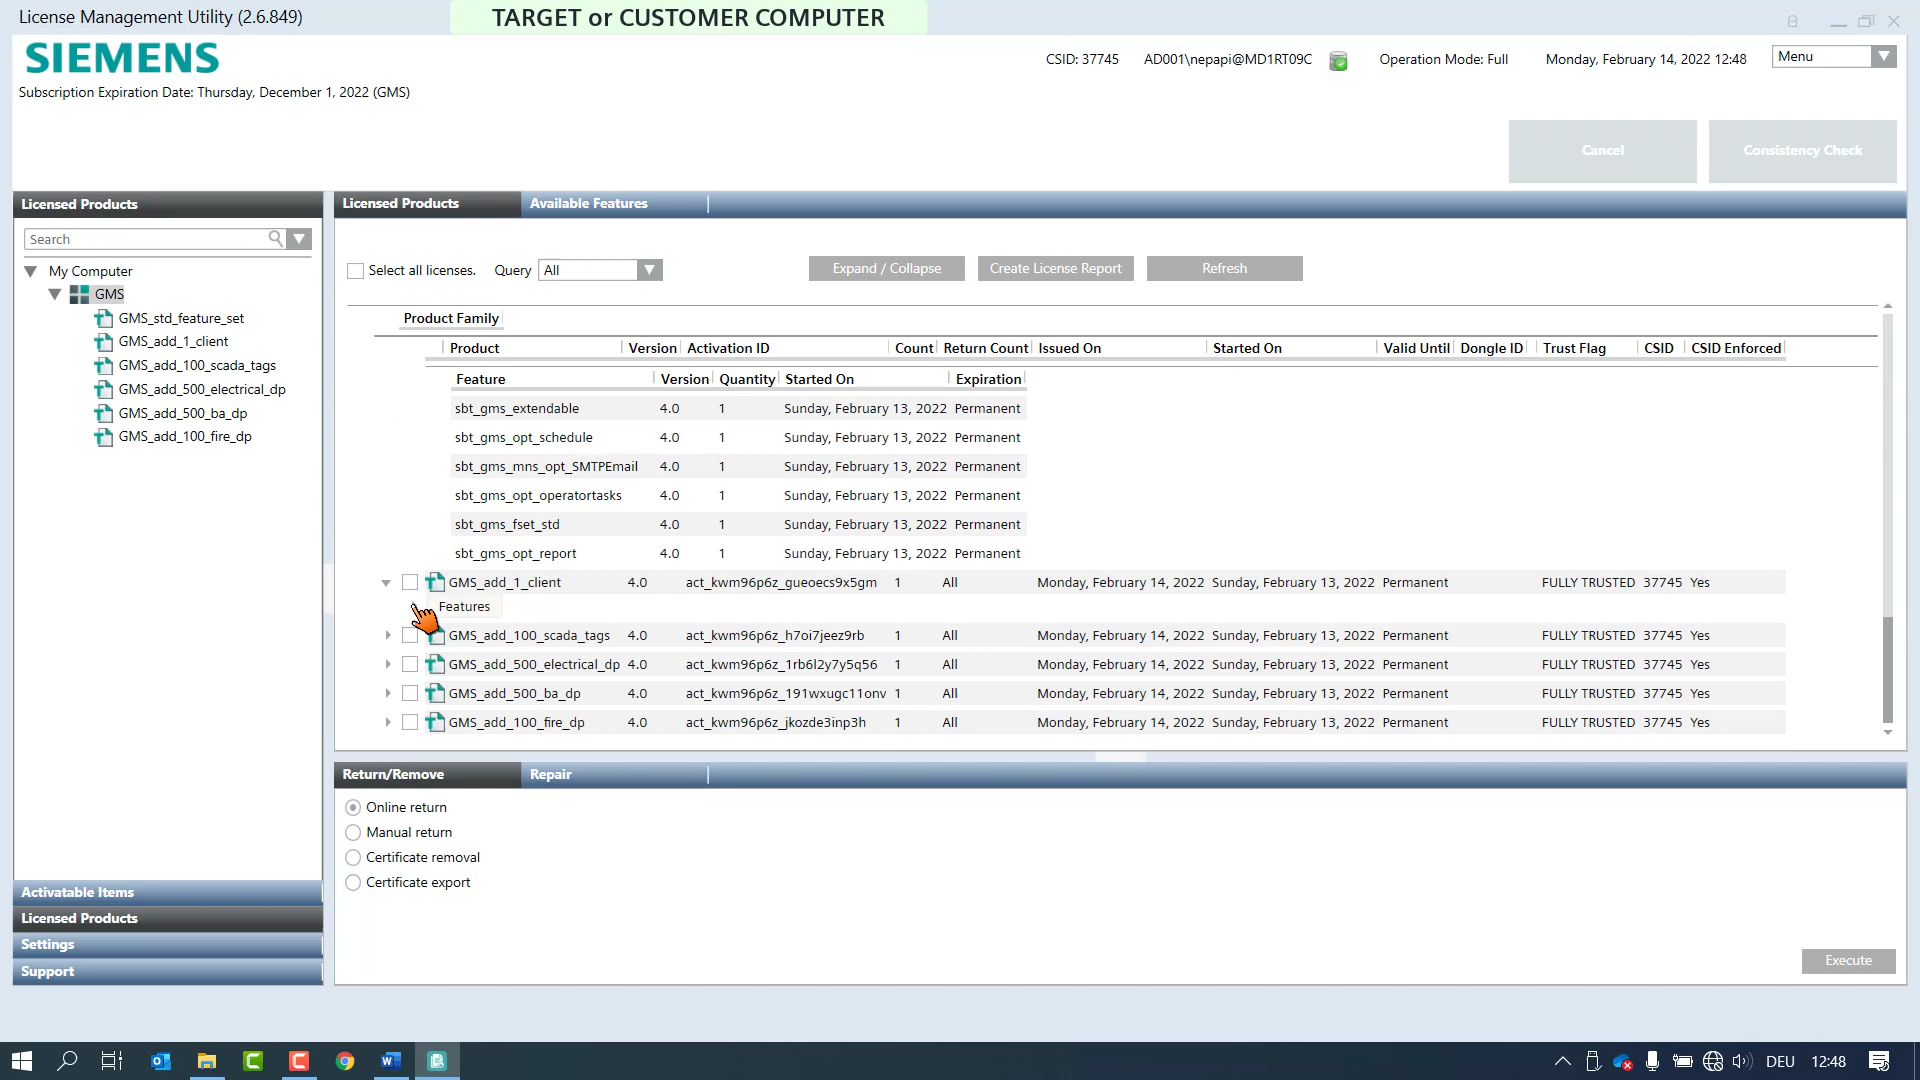 License Management Utility (2.6.849)
TARGET or CUSTOMER COMPUTER
SIEMENS
CSID: 37745 AD001\nepapi@MD1RT09C Operation Mode: Full Monday, February 14, 2022 12:48 Menu
Subscription Expiration Date: Thursday, December 1, 2022 (GMS)
Cancel Consistency Check
Licensed Products
Search
My Computer
GMS
GMS_std_feature_set
GMS_add_1_client
GMS_add_100_scada_tags
GMS_add_500_electrical_dp
GMS_add_500_ba_dp
GMS_add_100_fire_dp
Activatable Items
Licensed Products
Settings
Support
Licensed Products Available Features
Select all licenses. Query All Expand / Collapse Create License Report Refresh
Product Family
Product Version Activation ID Count Return Count Issued On Started On Valid Until Dongle ID Trust Flag CSID CSID Enforced
Feature Version Quantity Started On Expiration
sbt_gms_extendable 4.0 1 Sunday, February 13, 2022 Permanent
sbt_gms_opt_schedule 4.0 1 Sunday, February 13, 2022 Permanent
sbt_gms_mns_opt_SMTPEmail 4.0 1 Sunday, February 13, 2022 Permanent
sbt_gms_opt_operatortasks 4.0 1 Sunday, February 13, 2022 Permanent
sbt_gms_fset_std 4.0 1 Sunday, February 13, 2022 Permanent
sbt_gms_opt_report 4.0 1 Sunday, February 13, 2022 Permanent
GMS_add_1_client 4.0 act_kwm96p6z_gueoecs9x5gm 1 All Monday, February 14, 2022 Sunday, February 13, 2022 Permanent FULLY TRUSTED 37745 Yes
Features
GMS_add_100_scada_tags 4.0 act_kwm96p6z_h7oi7jeez9rb 1 All Monday, February 14, 2022 Sunday, February 13, 2022 Permanent FULLY TRUSTED 37745 Yes
GMS_add_500_electrical_dp 4.0 act_kwm96p6z_1rb6l2y7y5q56 1 All Monday, February 14, 2022 Sunday, February 13, 2022 Permanent FULLY TRUSTED 37745 Yes
GMS_add_500_ba_dp 4.0 act_kwm96p6z_191wxugc11onv 1 All Monday, February 14, 2022 Sunday, February 13, 2022 Permanent FULLY TRUSTED 37745 Yes
GMS_add_100_fire_dp 4.0 act_kwm96p6z_jkozde3inp3h 1 All Monday, February 14, 2022 Sunday, February 13, 2022 Permanent FULLY TRUSTED 37745 Yes
Return/Remove Repair
Online return
Manual return
Certificate removal
Certificate export
Execute
DEU 12:48